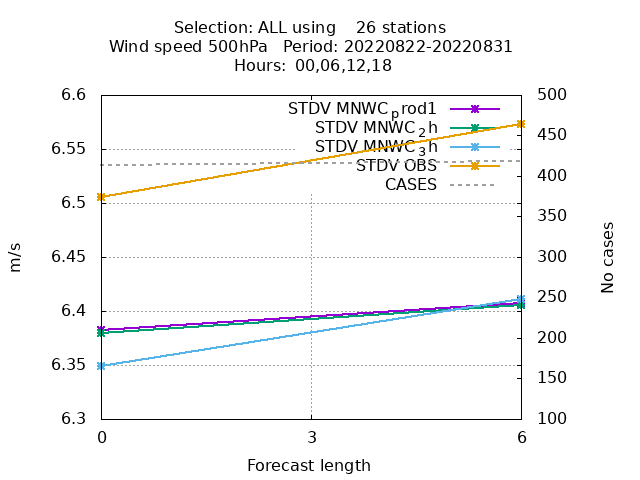 Selection: ALL using    26 stations
Wind speed 500hPa   Period: 20220822-20220831
Hours:  00,06,12,18
STDV MNWC_prod1
STDV MNWC_2h
STDV MNWC_3h
STDV OBS
CASES
6.6
6.55
6.5
6.45
6.4
6.35
6.3
500
450
400
350
300
250
200
150
100
m/s
No cases
0 3 6
Forecast length